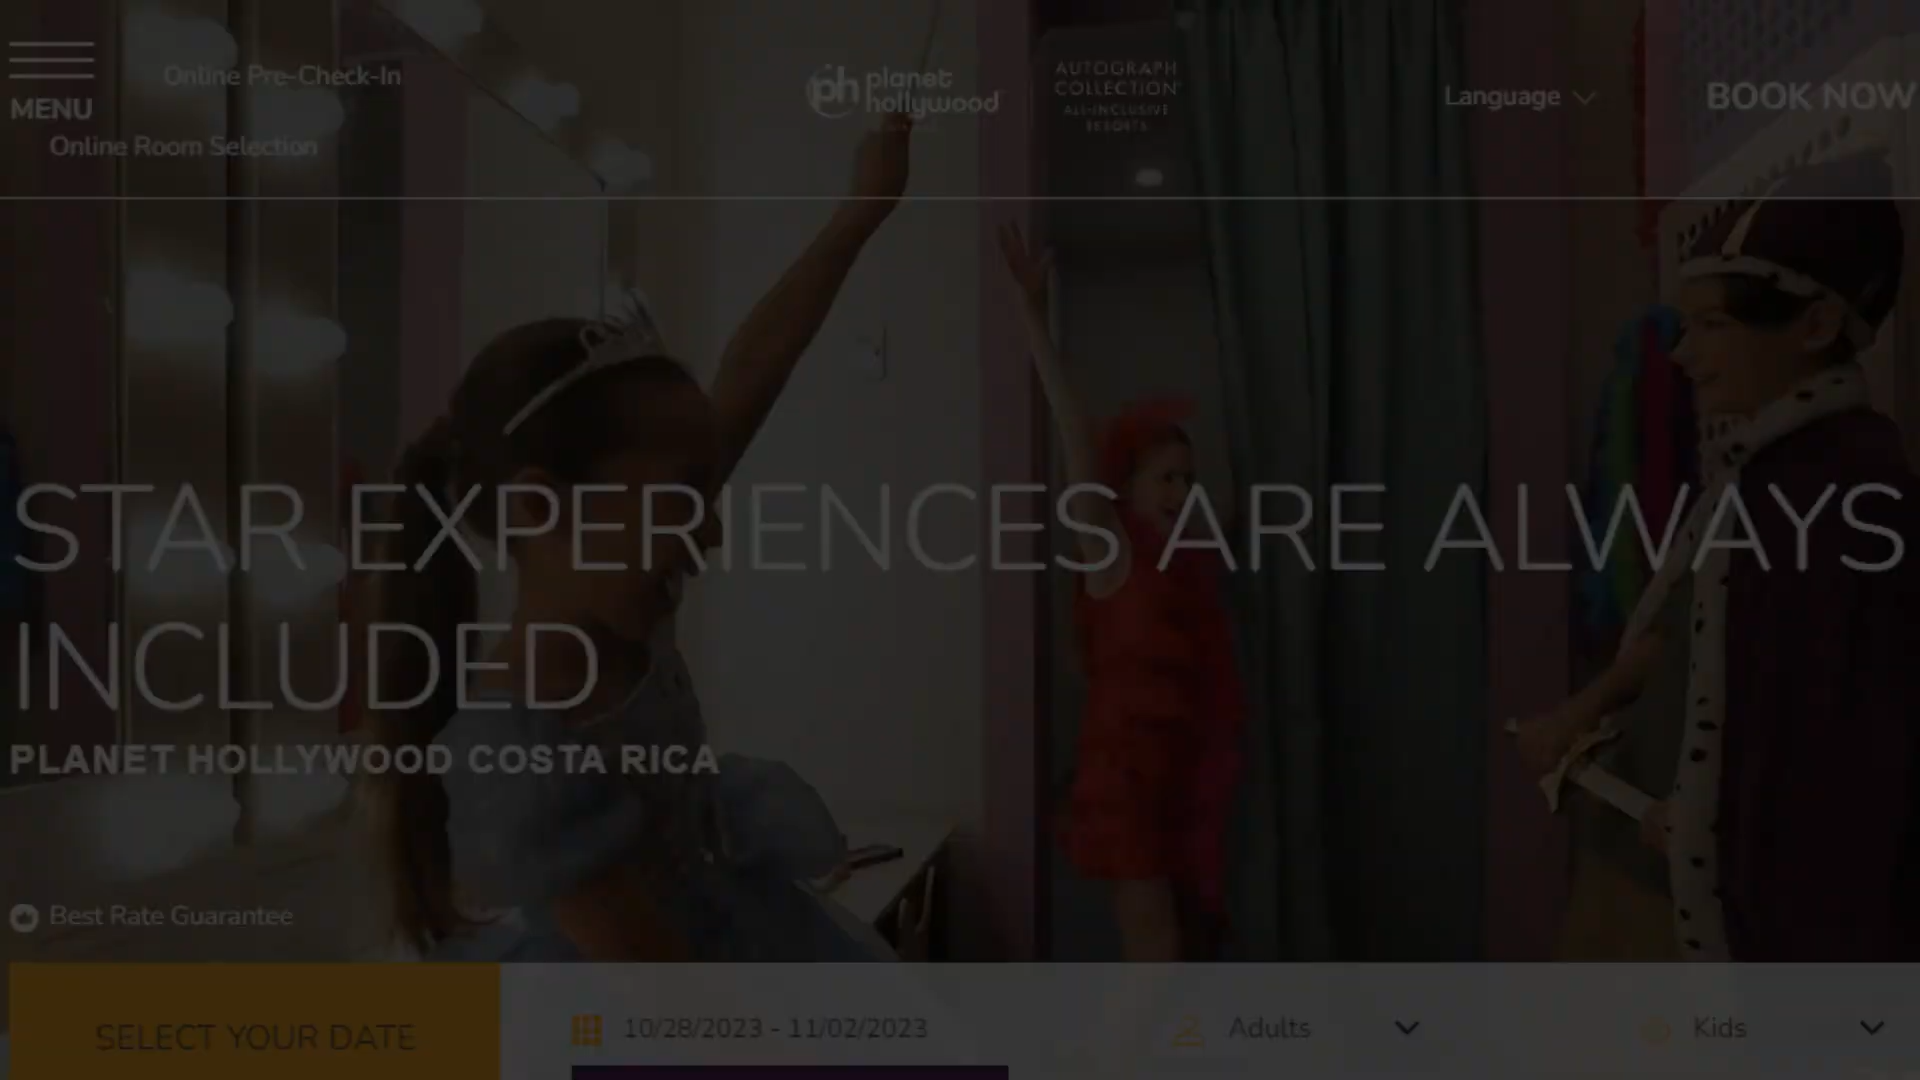 Online Pre-Check-In
MENU
Online Room Selection
ph planet
hollywood
AUTOGRAPH
COLLECTION
ALL-INCLUSIVE
RESORTS
Language
BOOK NOW
STAR EXPERIENCES ARE ALWAYS
INCLUDED
PLANET HOLLYWOOD COSTA RICA
Best Rate Guarantee
SELECT YOUR DATE
10/28/2023 - 11/02/2023
Adults
Kids